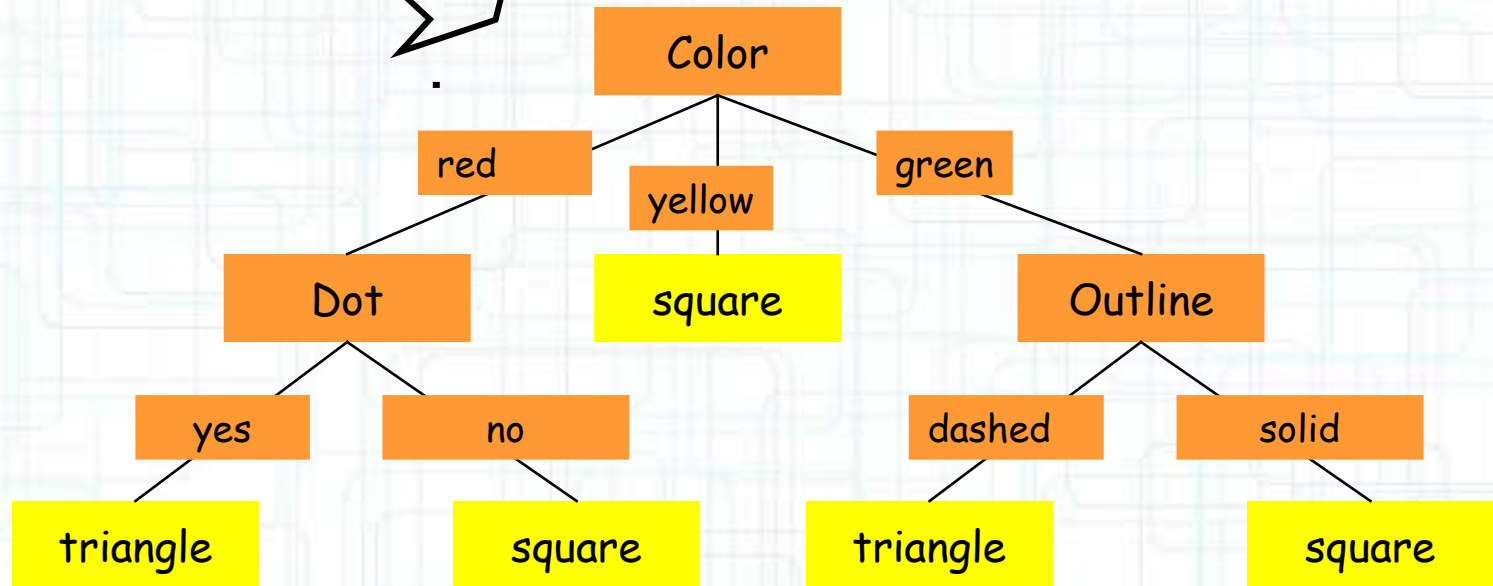 Color
.
red
yellow
green
Dot
square
Outline
yes
no
dashed
solid
triangle
square
triangle
square